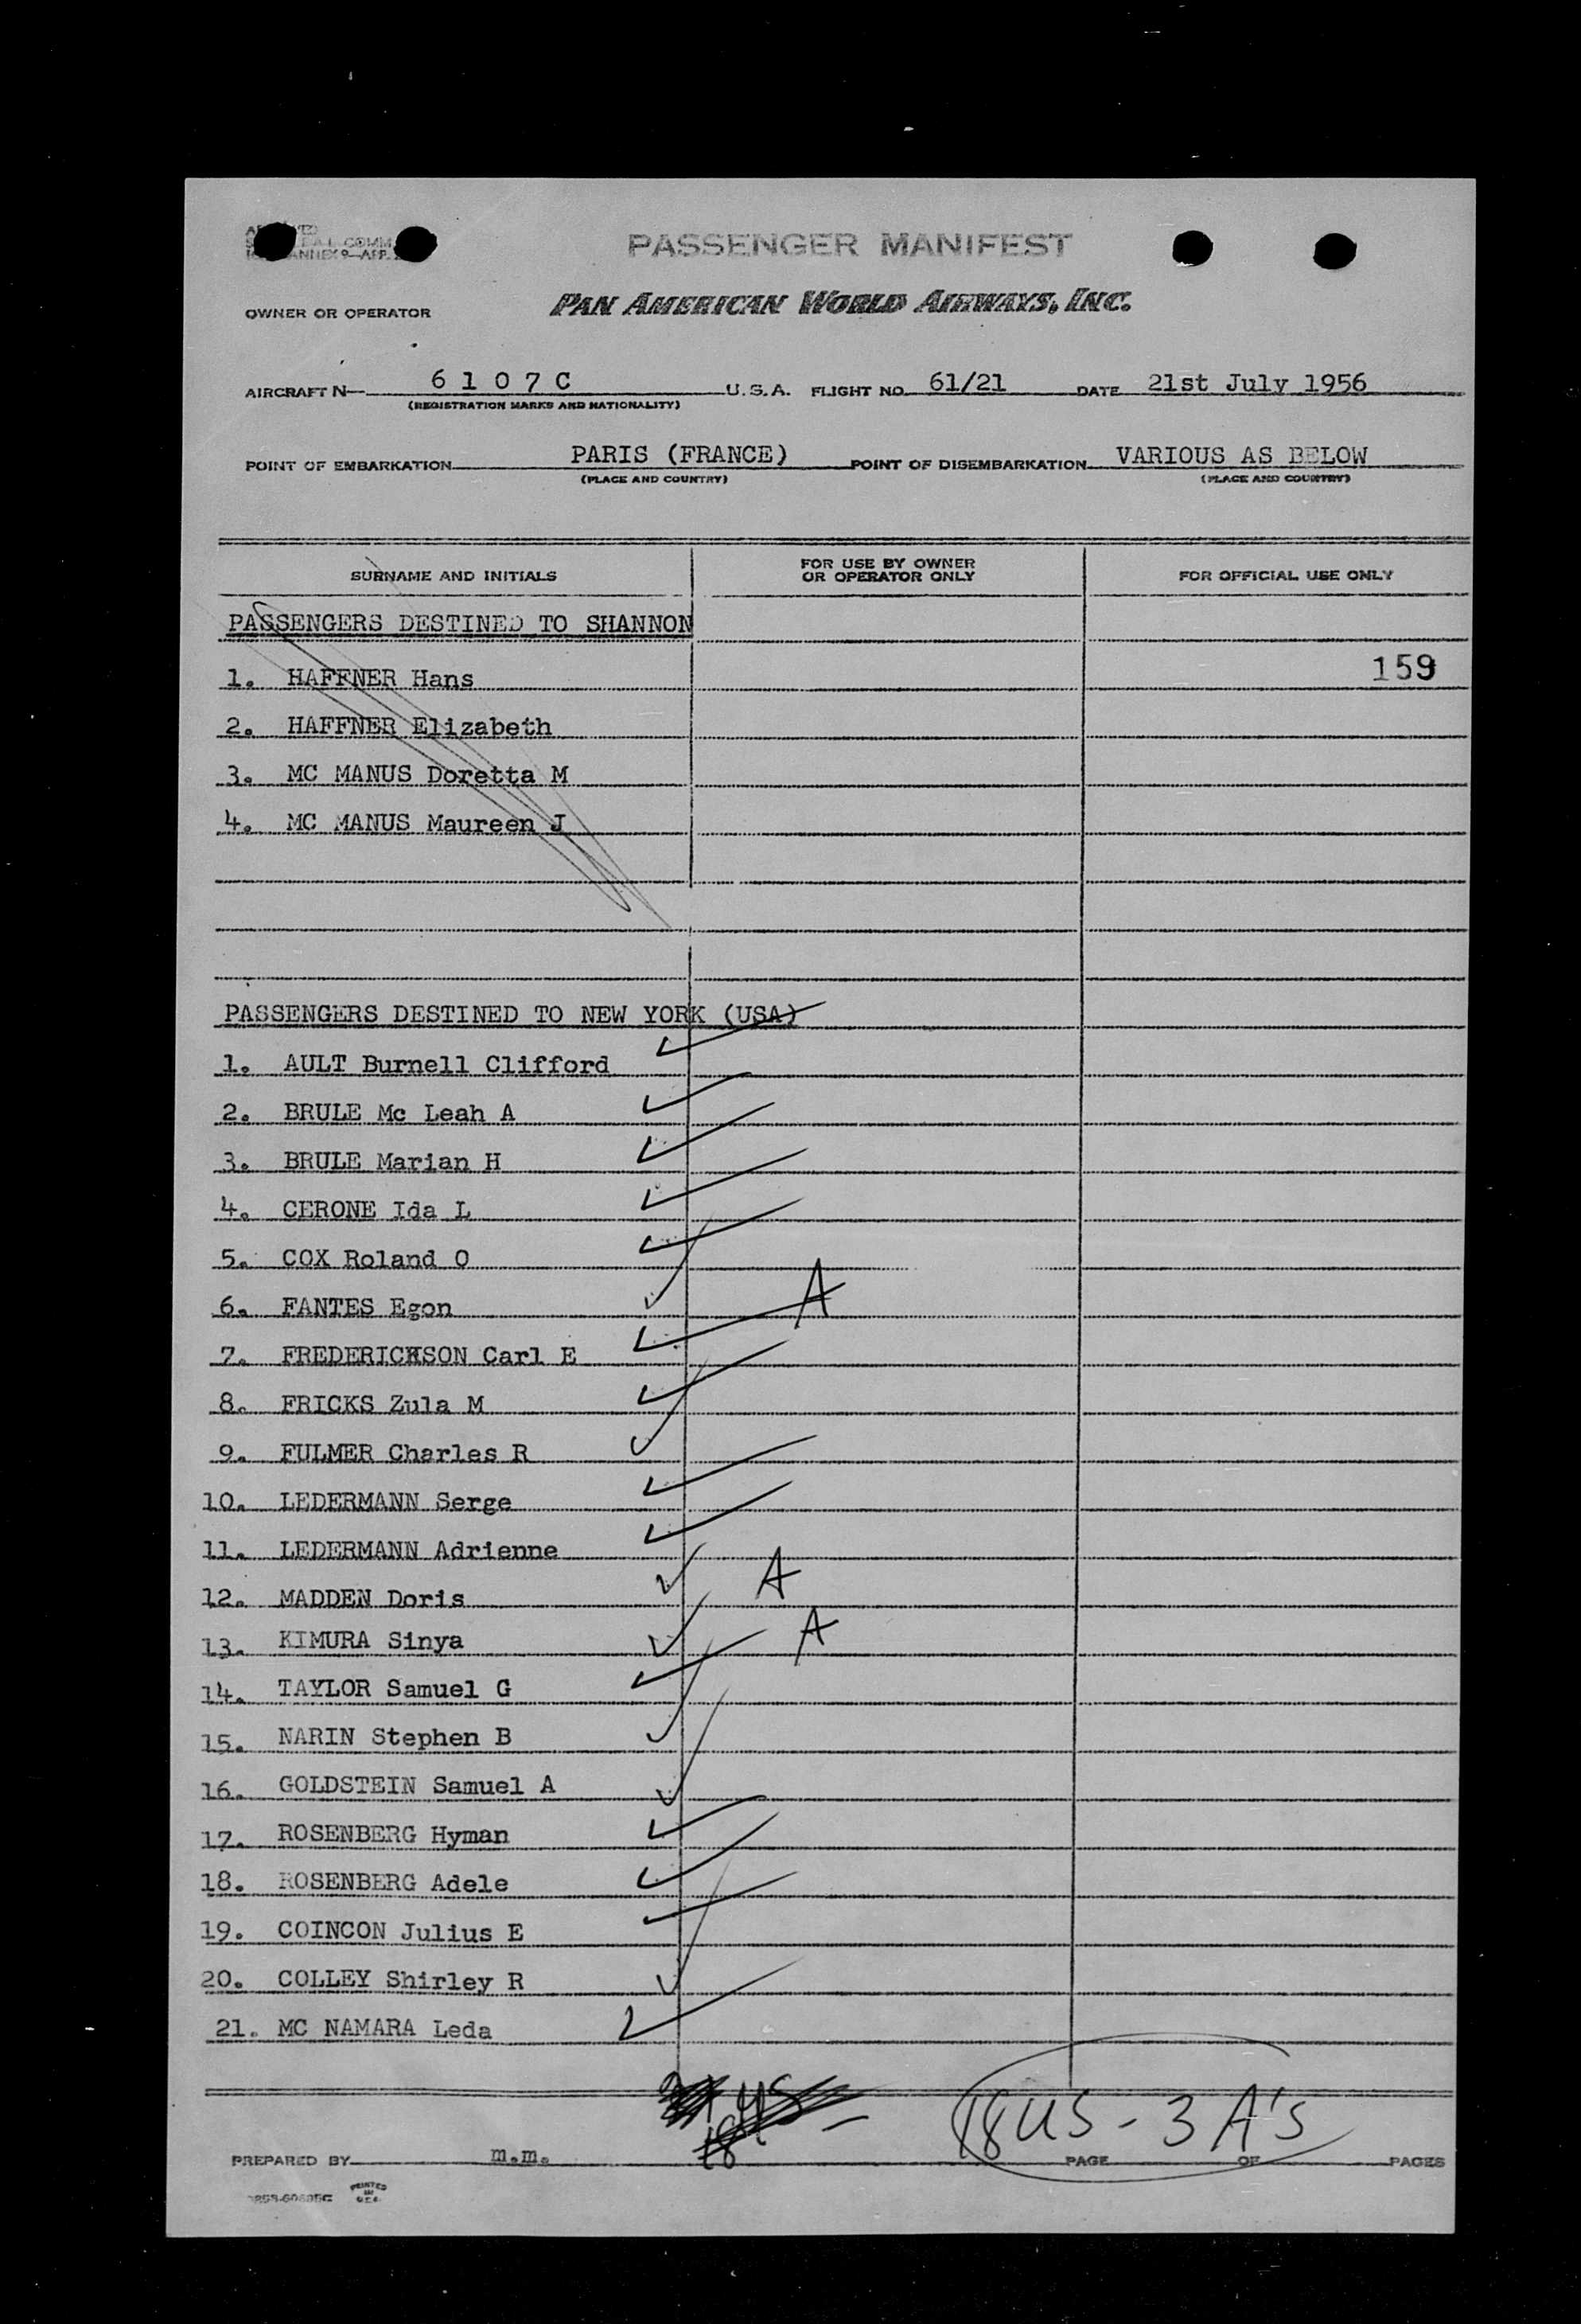 PASSENGER MANIFEST
OWNER OR OPERATOR PAN AMERICAN WORLD AIRWAYS, INC.
AIRCRAFT N— 6107C U.S.A. FLIGHT NO. 61/21 DATE 21st July 1956
(REGISTRATION MARKS AND NATIONALITY)
POINT OF EMBARKATION PARIS (FRANCE) POINT OF DISEMBARKATION VARIOUS AS BELOW
(PLACE AND COUNTRY) (PLACE AND COUNTRY)
SURNAME AND INITIALS FOR USE BY OWNER OR OPERATOR ONLY FOR OFFICIAL USE ONLY
PASSENGERS DESTINED TO SHANNON
1. HAFFNER Hans 159
2. HAFFNER Elizabeth
3. MC MANUS Doretta M
4. MC MANUS Maureen J
PASSENGERS DESTINED TO NEW YORK (USA)
1. AULT Burnell Clifford
2. BRULE Mc Leah A
3. BRULE Marian H
4. CERONE Ida L
5. COX Roland O
6. FANTES Egon A
7. FREDERICKSON Carl E
8. FRICKS Zula M
9. FULMER Charles R
10. LEDERMANN Serge
11. LEDERMANN Adrienne
12. MADDEN Doris A
13. KIMURA Sinya A
14. TAYLOR Samuel G
15. NARIN Stephen B
16. GOLDSTEIN Samuel A
17. ROSENBERG Hyman
18. ROSENBERG Adele
19. COINCON Julius E
20. COLLEY Shirley R
21. MC NAMARA Leda
18 US - 3 A's
PREPARED BY m.m. PAGE OF PAGES
PRINTED IN U.S.A.